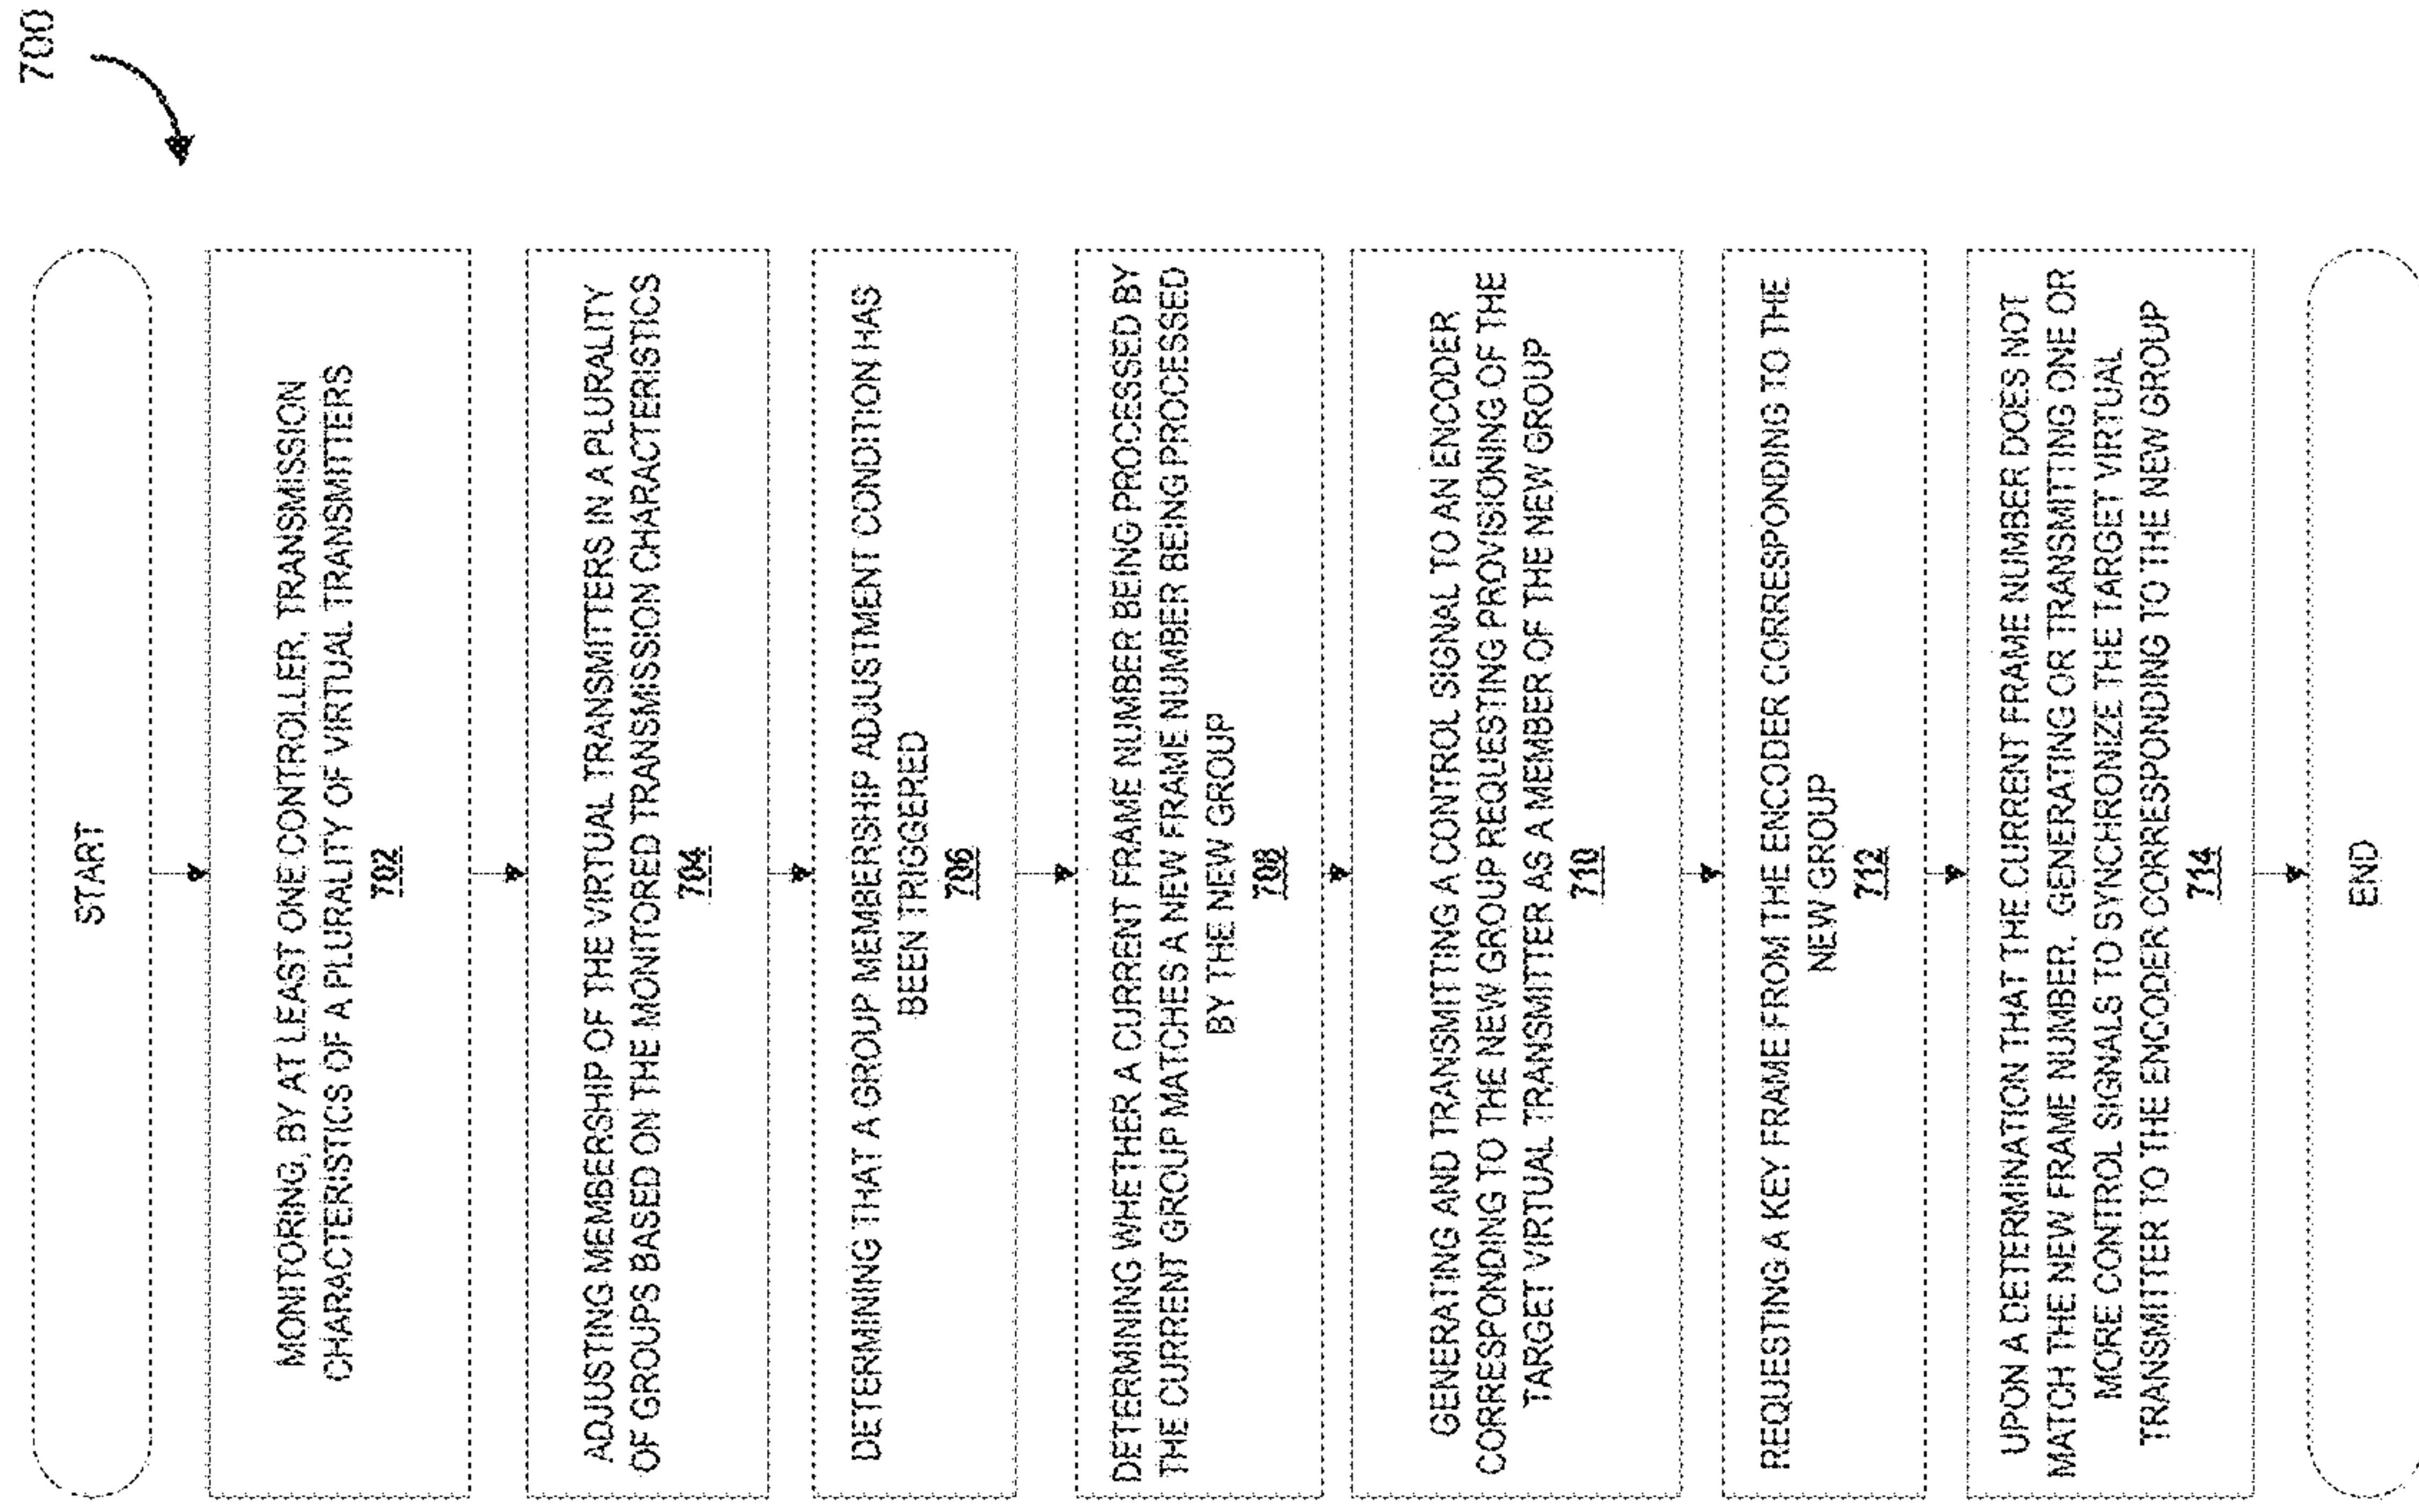 700
START
MONITORING, BY AT LEAST ONE CONTROLLER, TRANSMISSION
CHARACTERISTICS OF A PLURALITY OF VIRTUAL TRANSMITTERS
702
ADJUSTING MEMBERSHIP OF THE VIRTUAL TRANSMITTERS IN A PLURALITY
OF GROUPS BASED ON THE MONITORED TRANSMISSION CHARACTERISTICS
704
DETERMINING THAT A GROUP MEMBERSHIP ADJUSTMENT CONDITION HAS
BEEN TRIGGERED
706
DETERMINING WHETHER A CURRENT FRAME NUMBER BEING PROCESSED BY
THE CURRENT GROUP MATCHES A NEW FRAME NUMBER BEING PROCESSED
BY THE NEW GROUP
708
GENERATING AND TRANSMITTING A CONTROL SIGNAL TO AN ENCODER
CORRESPONDING TO THE NEW GROUP REQUESTING PROVISIONING OF THE
TARGET VIRTUAL TRANSMITTER AS A MEMBER OF THE NEW GROUP
710
REQUESTING A KEY FRAME FROM THE ENCODER CORRESPONDING TO THE
NEW GROUP
712
UPON A DETERMINATION THAT THE CURRENT FRAME NUMBER DOES NOT
MATCH THE NEW FRAME NUMBER, GENERATING OR TRANSMITTING ONE OR
MORE CONTROL SIGNALS TO SYNCHRONIZE THE TARGET VIRTUAL
TRANSMITTER TO THE ENCODER CORRESPONDING TO THE NEW GROUP
714
END